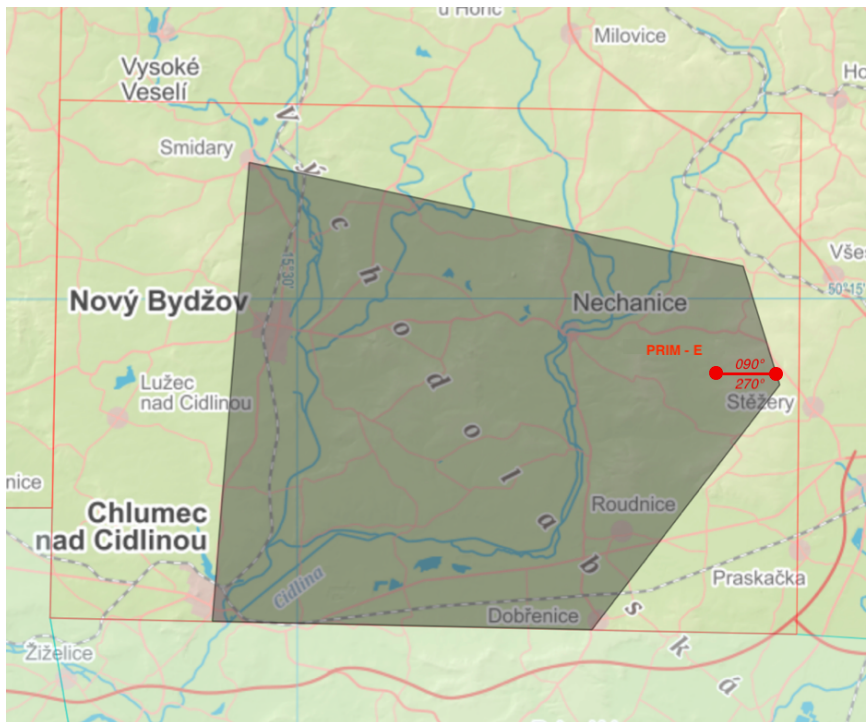 u Hořic
Milovice
Vysoké
Veselí
Ho
Smidary
V ý c h o d o l a b s k á
15°30'
Vše
50°15'
Nový Bydžov
Nechanice
PRIM - E
090°
270°
Lužec
nad Cidlinou
Stěžery
nice
Chlumec
nad Cidlinou
Roudnice
Praskačka
Cidlina
Dobřenice
Žiželice